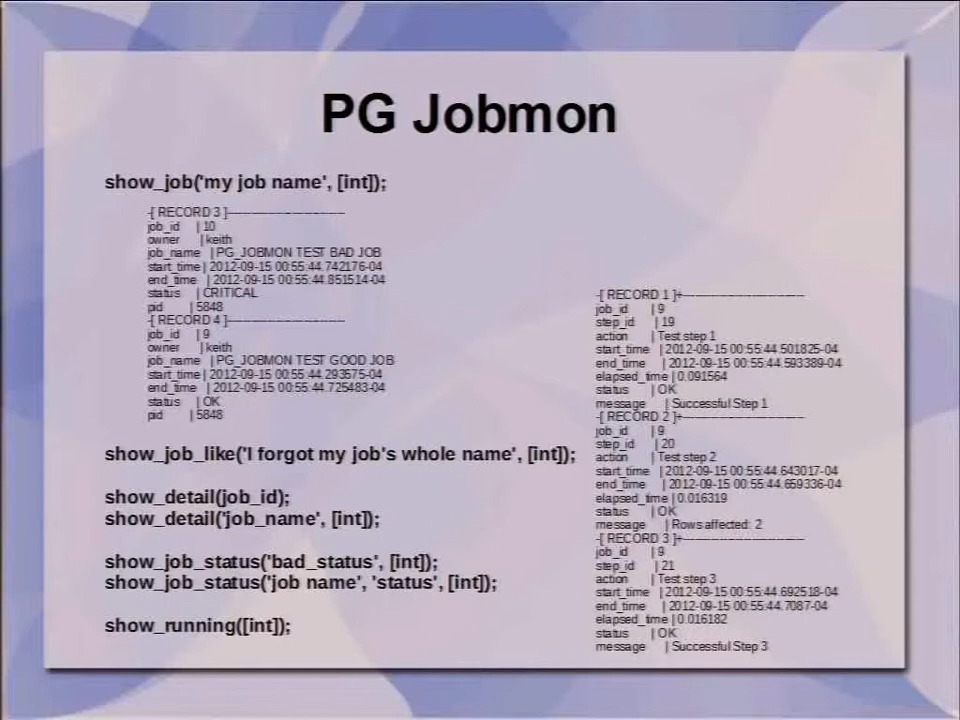 PG Jobmon
show_job('my job name', [int]);
-[ RECORD 3 ]------------------------------
job_id | 10
owner | keith
job_name | PG_JOBMON TEST BAD JOB
start_time | 2012-09-15 00:55:44.742176-04
end_time | 2012-09-15 00:55:44.851514-04
status | CRITICAL
pid | 5848
-[ RECORD 4 ]------------------------------
job_id | 9
owner | keith
job_name | PG_JOBMON TEST GOOD JOB
start_time | 2012-09-15 00:55:44.293575-04
end_time | 2012-09-15 00:55:44.725483-04
status | OK
pid | 5848
show_job_like('I forgot my job's whole name', [int]);
show_detail(job_id);
show_detail('job_name', [int]);
show_job_status('bad_status', [int]);
show_job_status('job name', 'status', [int]);
show_running([int]);
-[ RECORD 1 ]+------------------------------
job_id | 9
step_id | 19
action | Test step 1
start_time | 2012-09-15 00:55:44.501825-04
end_time | 2012-09-15 00:55:44.593389-04
elapsed_time | 0.091564
status | OK
message | Successful Step 1
-[ RECORD 2 ]+------------------------------
job_id | 9
step_id | 20
action | Test step 2
start_time | 2012-09-15 00:55:44.643017-04
end_time | 2012-09-15 00:55:44.659336-04
elapsed_time | 0.016319
status | OK
message | Rows affected: 2
-[ RECORD 3 ]+------------------------------
job_id | 9
step_id | 21
action | Test step 3
start_time | 2012-09-15 00:55:44.692518-04
end_time | 2012-09-15 00:55:44.7087-04
elapsed_time | 0.016182
status | OK
message | Successful Step 3